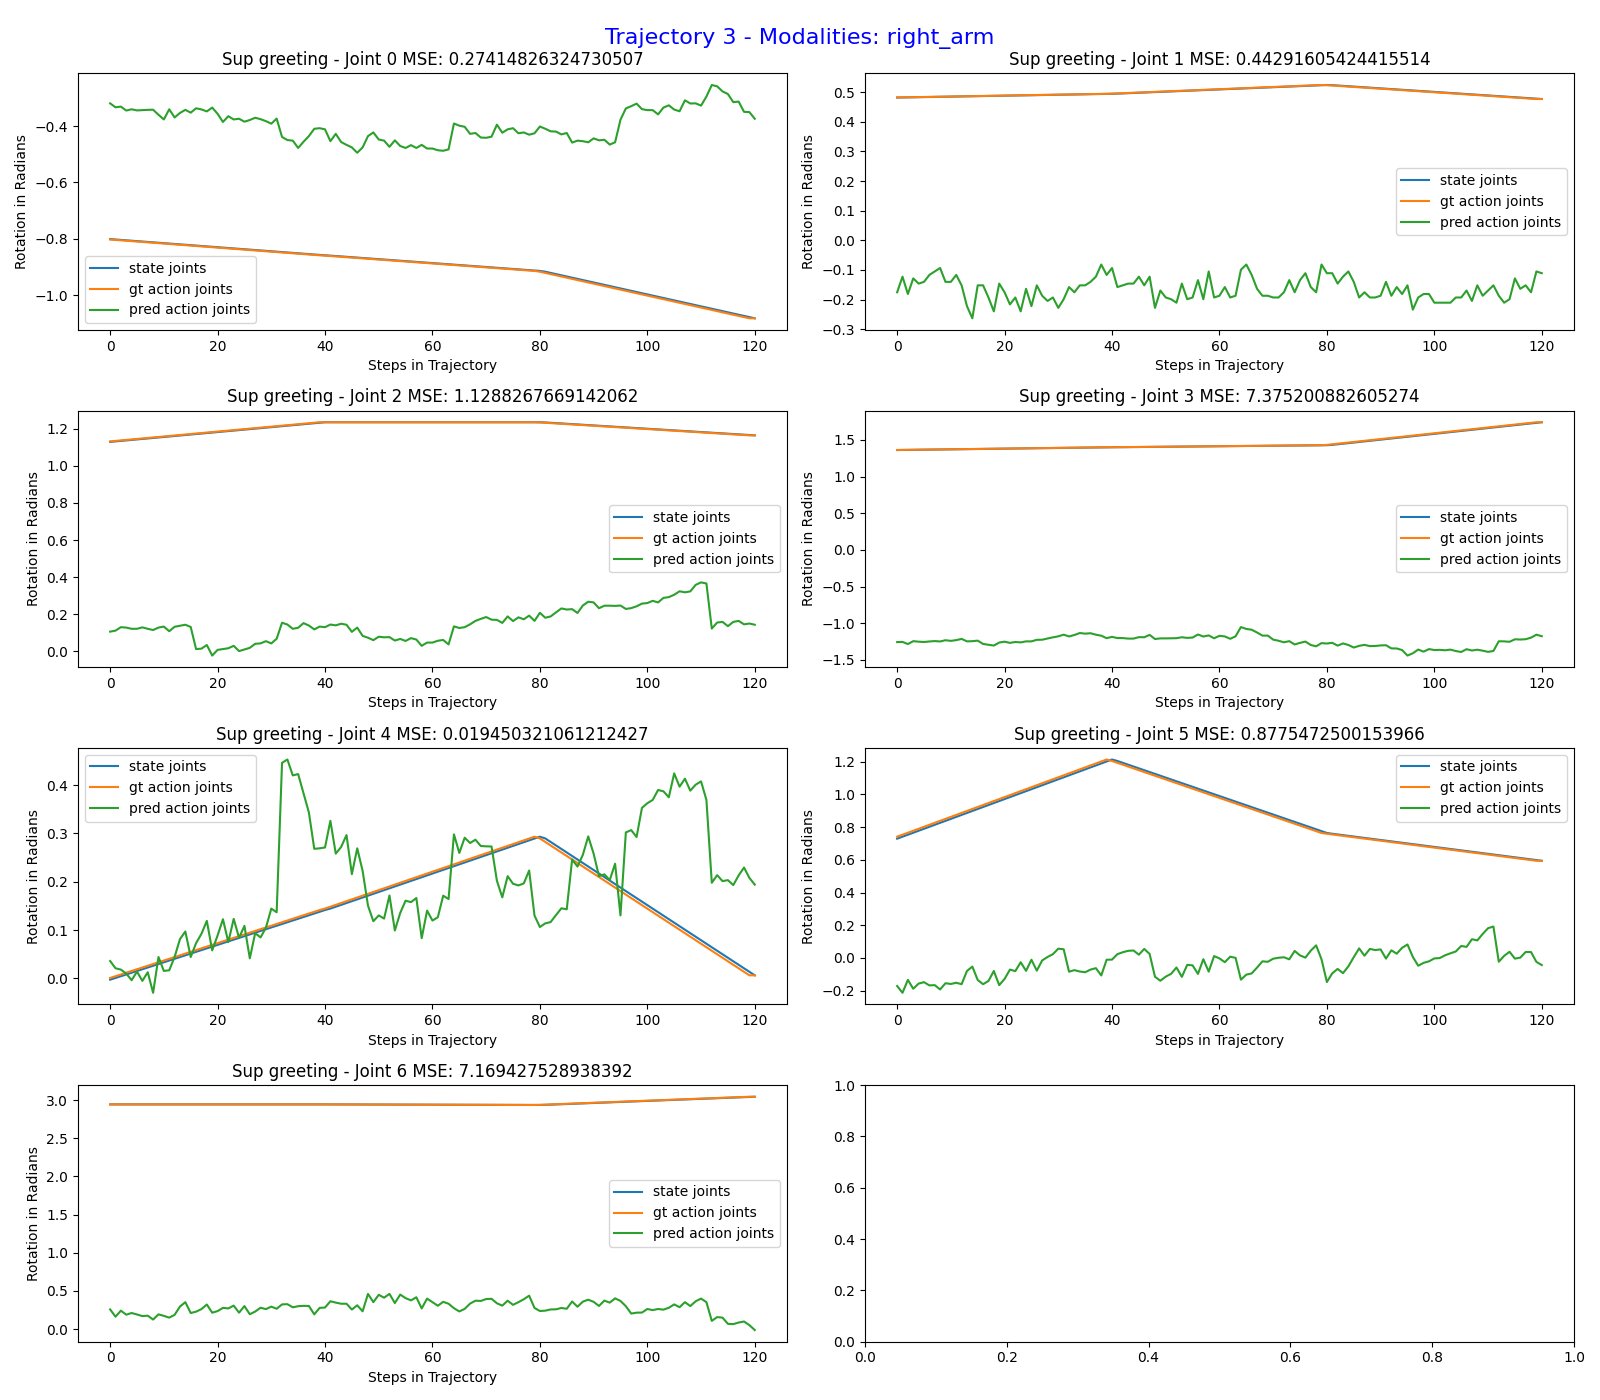 Trajectory 3 - Modalities: right_arm
Sup greeting - Joint 0 MSE: 0.27414826324730507
Rotation in Radians
−0.4
−0.6
−0.8
−1.0
state joints
gt action joints
pred action joints
0 20 40 60 80 100 120
Steps in Trajectory
Sup greeting - Joint 1 MSE: 0.44291605424415514
Rotation in Radians
0.5
0.4
0.3
0.2
0.1
0.0
−0.1
−0.2
−0.3
state joints
gt action joints
pred action joints
0 20 40 60 80 100 120
Steps in Trajectory
Sup greeting - Joint 2 MSE: 1.1288267669142062
Rotation in Radians
1.2
1.0
0.8
0.6
0.4
0.2
0.0
state joints
gt action joints
pred action joints
0 20 40 60 80 100 120
Steps in Trajectory
Sup greeting - Joint 3 MSE: 7.375200882605274
Rotation in Radians
1.5
1.0
0.5
0.0
−0.5
−1.0
−1.5
state joints
gt action joints
pred action joints
0 20 40 60 80 100 120
Steps in Trajectory
Sup greeting - Joint 4 MSE: 0.019450321061212427
Rotation in Radians
0.4
0.3
0.2
0.1
0.0
state joints
gt action joints
pred action joints
0 20 40 60 80 100 120
Steps in Trajectory
Sup greeting - Joint 5 MSE: 0.8775472500153966
Rotation in Radians
1.2
1.0
0.8
0.6
0.4
0.2
0.0
−0.2
state joints
gt action joints
pred action joints
0 20 40 60 80 100 120
Steps in Trajectory
Sup greeting - Joint 6 MSE: 7.169427528938392
Rotation in Radians
3.0
2.5
2.0
1.5
1.0
0.5
0.0
state joints
gt action joints
pred action joints
0 20 40 60 80 100 120
Steps in Trajectory
1.0
0.8
0.6
0.4
0.2
0.0
0.0 0.2 0.4 0.6 0.8 1.0